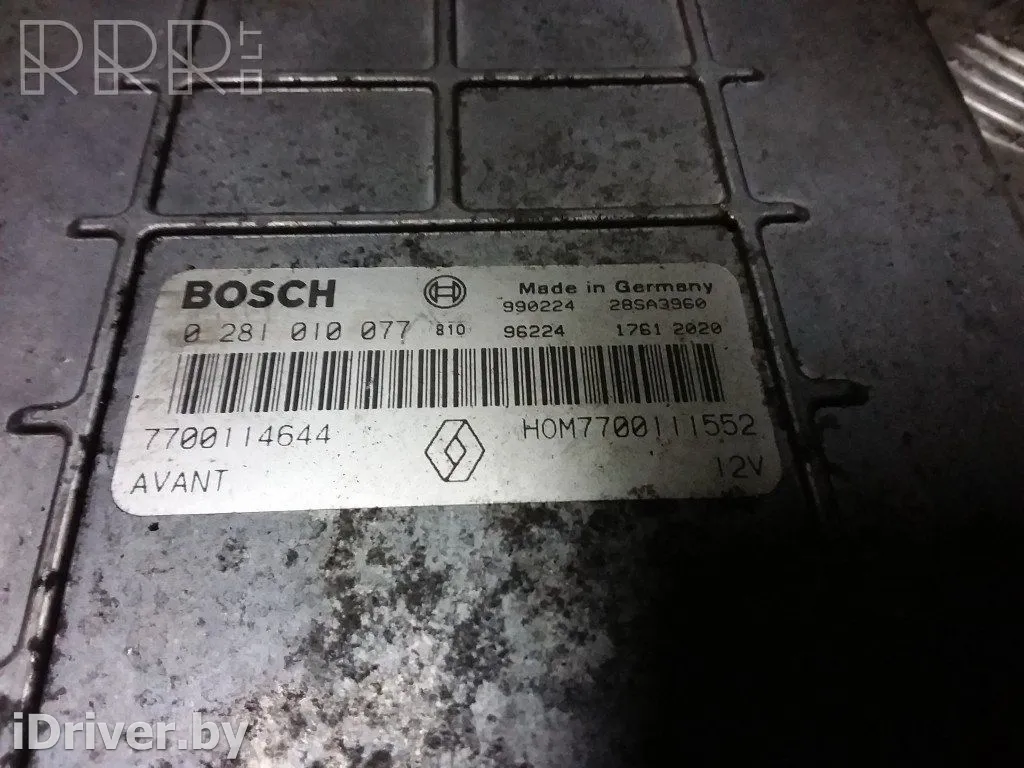 RRR.LT
BOSCH
Made in Germany
990224 28SA3960
0 281 010 077 810 96224 1761 2020
7700114644 HOM7700111552
AVANT 12V
iDriver.by